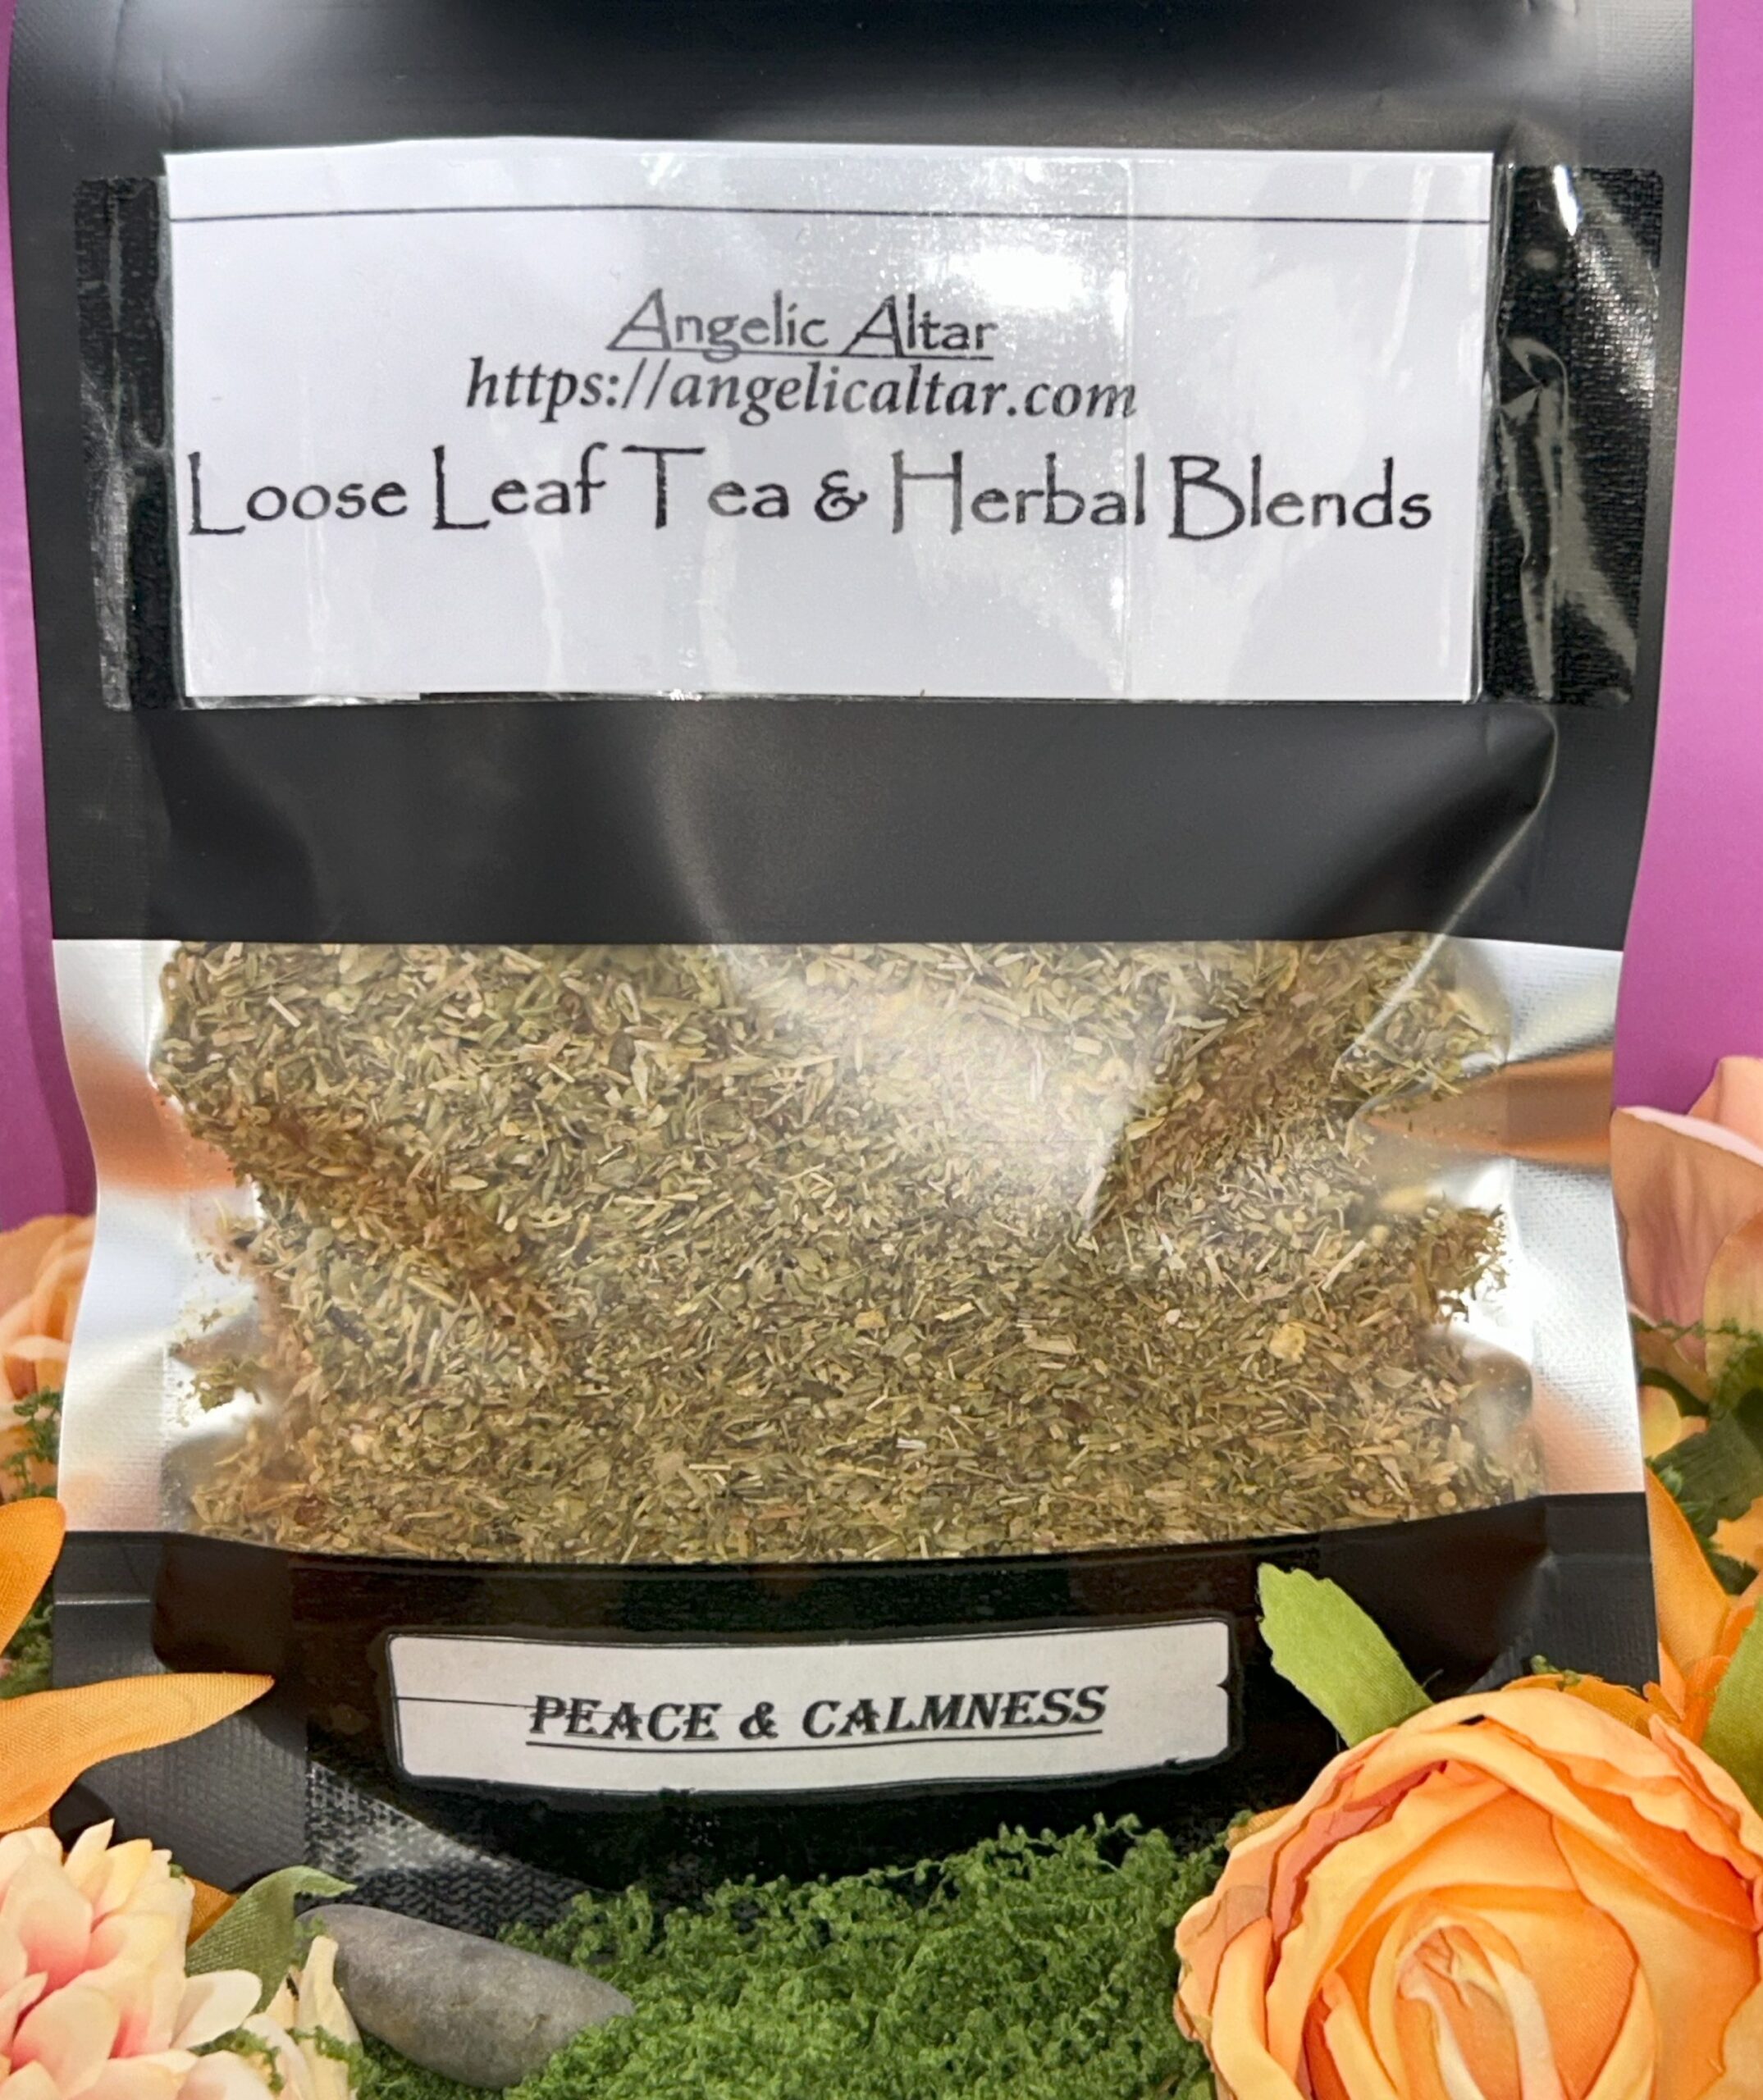 Angelic Altar
https://angelicaltar.com
Loose Leaf Tea & Herbal Blends
PEACE & CALMNESS